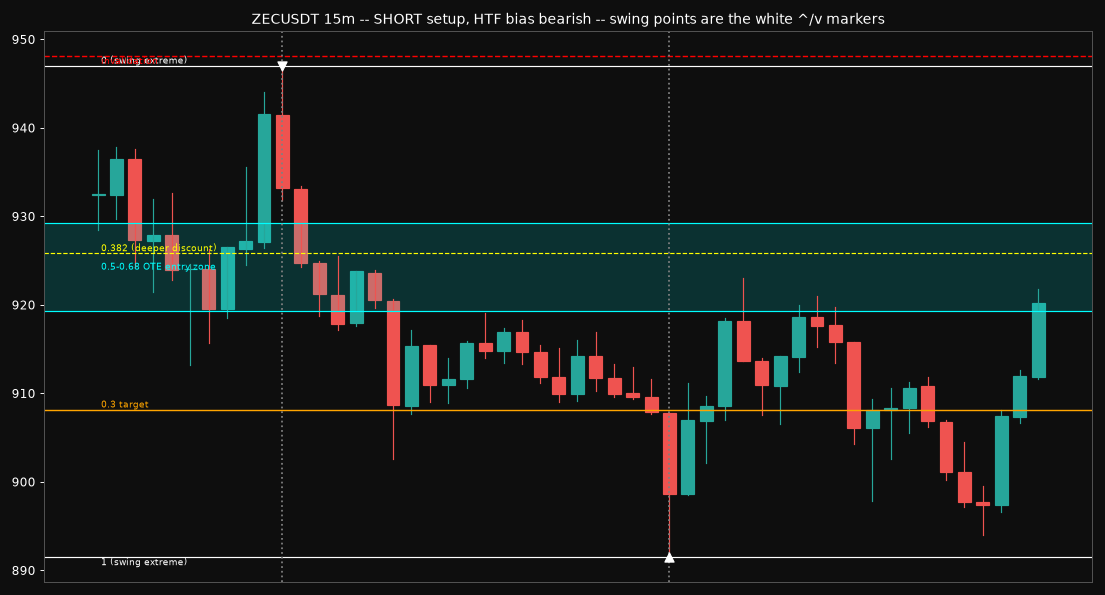 ZECUSDT 15m -- SHORT setup, HTF bias bearish -- swing points are the white ^/v markers
950
0 (swing extreme)
940
930
0.382 (deeper discount)
0.5-0.68 OTE entry zone
920
910
0.3 target
900
1 (swing extreme)
890